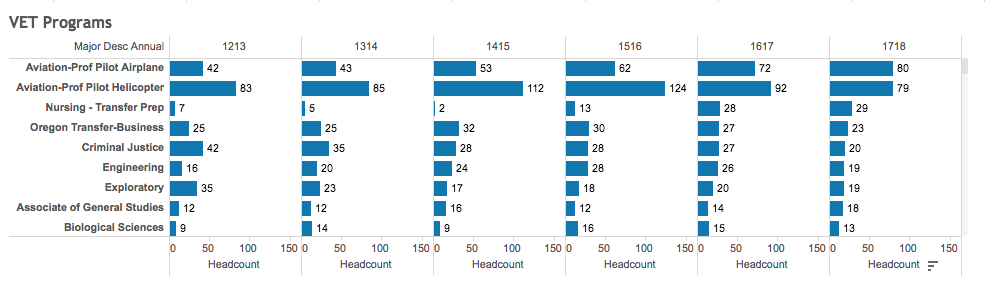 VET Programs
Major Desc Annual 1213 1314 1415 1516 1617 1718
Aviation-Prof Pilot Airplane 42 43 53 62 72 80
Aviation-Prof Pilot Helicopter 83 85 112 124 92 79
Nursing - Transfer Prep 7 5 2 13 28 29
Oregon Transfer-Business 25 25 32 30 27 23
Criminal Justice 42 35 28 28 27 20
Engineering 16 20 24 28 26 19
Exploratory 35 23 17 18 20 19
Associate of General Studies 12 12 16 12 14 18
Biological Sciences 9 14 9 16 15 13
0 50 100 150 0 50 100 150 0 50 100 150 0 50 100 150 0 50 100 150 0 50 100 150
Headcount Headcount Headcount Headcount Headcount Headcount